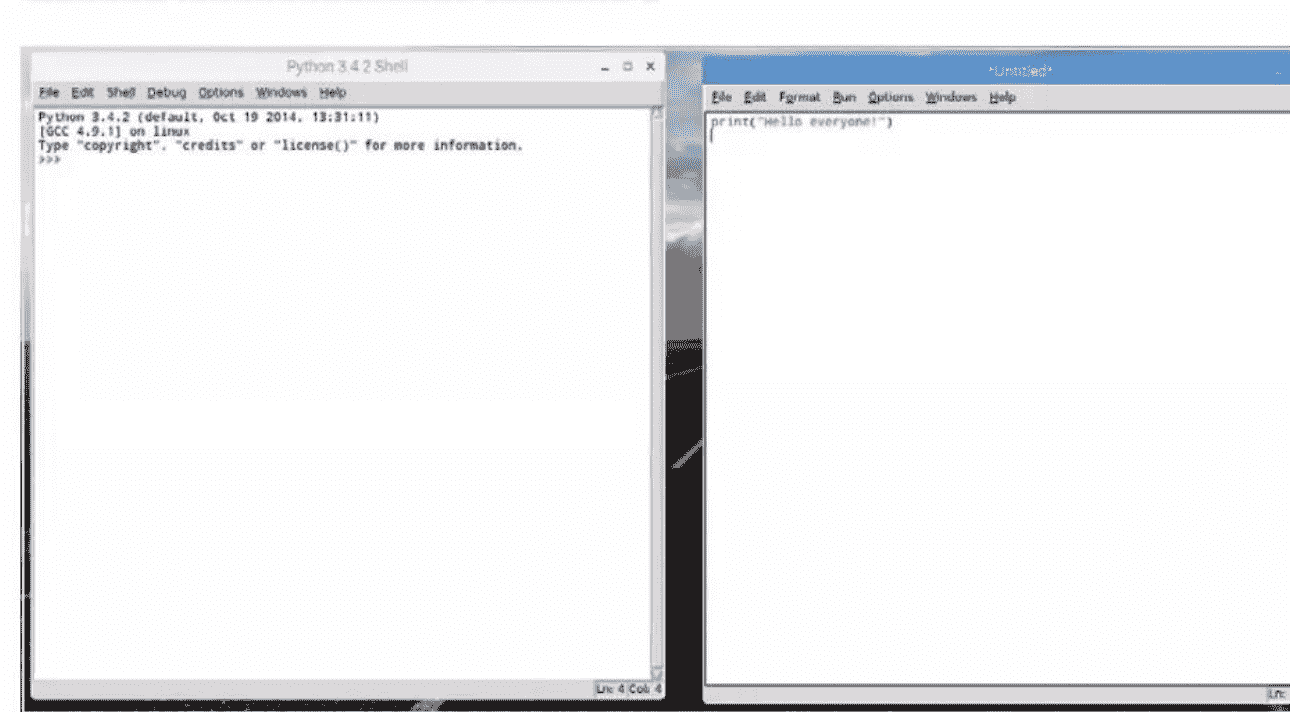 Python 3.4.2 Shell
File Edit Shell Debug Options Windows Help
Python 3.4.2 (default, Oct 19 2014, 13:31:11)
[GCC 4.9.1] on linux
Type "copyright", "credits" or "license()" for more information.
>>>
Ln: 4 Col: 4
*Untitled*
File Edit Format Run Options Windows Help
print("Hello everyone!")
Ln: